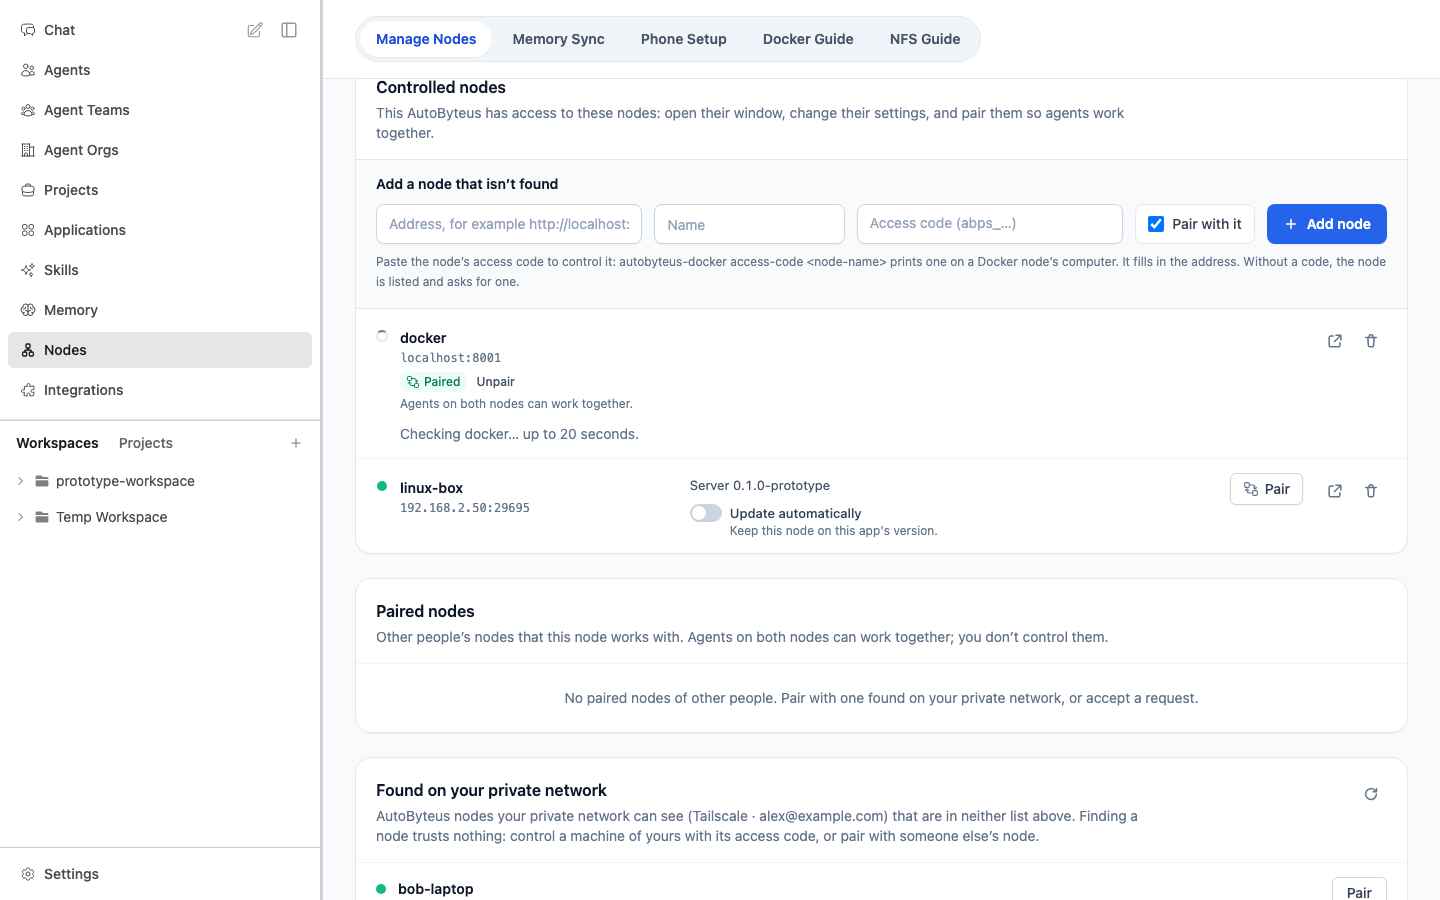 Chat
Agents
Agent Teams
Agent Orgs
Projects
Applications
Skills
Memory
Nodes
Integrations
Workspaces Projects
prototype-workspace
Temp Workspace
Settings
Manage Nodes Memory Sync Phone Setup Docker Guide NFS Guide
Controlled nodes
This AutoByteus has access to these nodes: open their window, change their settings, and pair them so agents work
together.
Add a node that isn’t found
Address, for example http://localhost: Name Access code (abps_…) Pair with it Add node
Paste the node’s access code to control it: autobyteus-docker access-code <node-name> prints one on a Docker node’s computer. It fills in the address. Without a code, the node
is listed and asks for one.
docker
localhost:8001
Paired Unpair
Agents on both nodes can work together.
Checking docker… up to 20 seconds.
linux-box
192.168.2.50:29695
Server 0.1.0-prototype
Update automatically
Keep this node on this app's version.
Pair
Paired nodes
Other people’s nodes that this node works with. Agents on both nodes can work together; you don’t control them.
No paired nodes of other people. Pair with one found on your private network, or accept a request.
Found on your private network
AutoByteus nodes your private network can see (Tailscale · alex@example.com) that are in neither list above. Finding a
node trusts nothing: control a machine of yours with its access code, or pair with someone else’s node.
bob-laptop
Pair